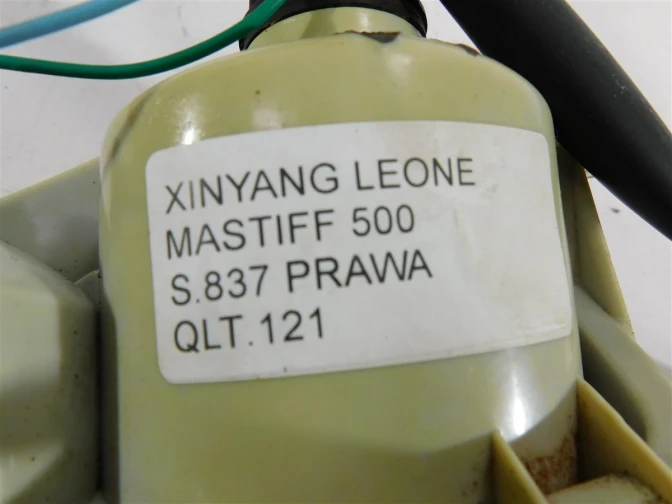 XINYANG LEONE
MASTIFF 500
S.837 PRAWA
QLT.121